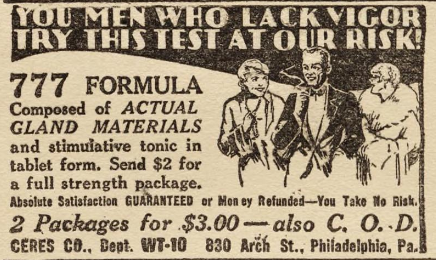 YOU MEN WHO LACK VIGOR
TRY THIS TEST AT OUR RISK!
777 FORMULA
Composed of ACTUAL
GLAND MATERIALS
and stimulative tonic in
tablet form. Send $2 for
a full strength package.
Absolute Satisfaction GUARANTEED or Money Refunded—You Take No Risk.
2 Packages for $3.00—also C. O. D.
CERES CO., Dept. WT-10 830 Arch St., Philadelphia, Pa.